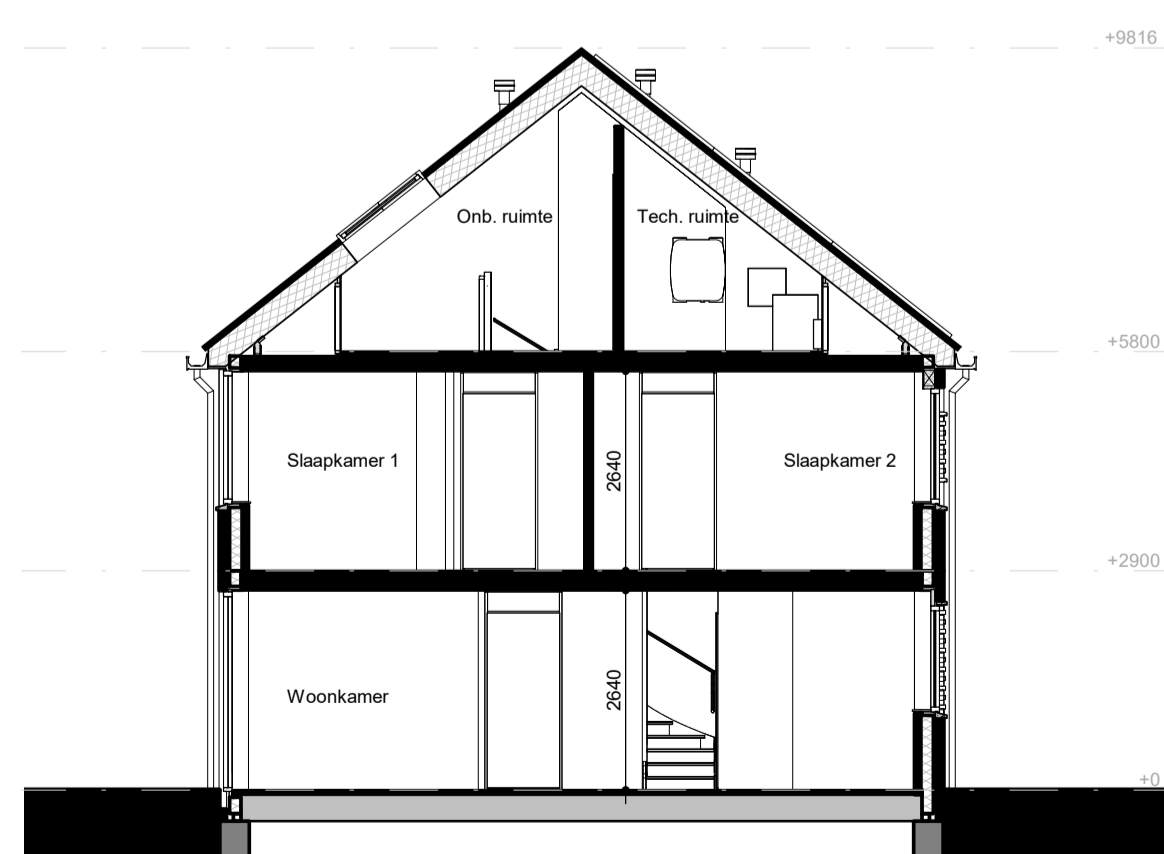 +9816
Onb. ruimte
Tech. ruimte
+5800
Slaapkamer 1
2640
Slaapkamer 2
+2900
Woonkamer
2640
+0